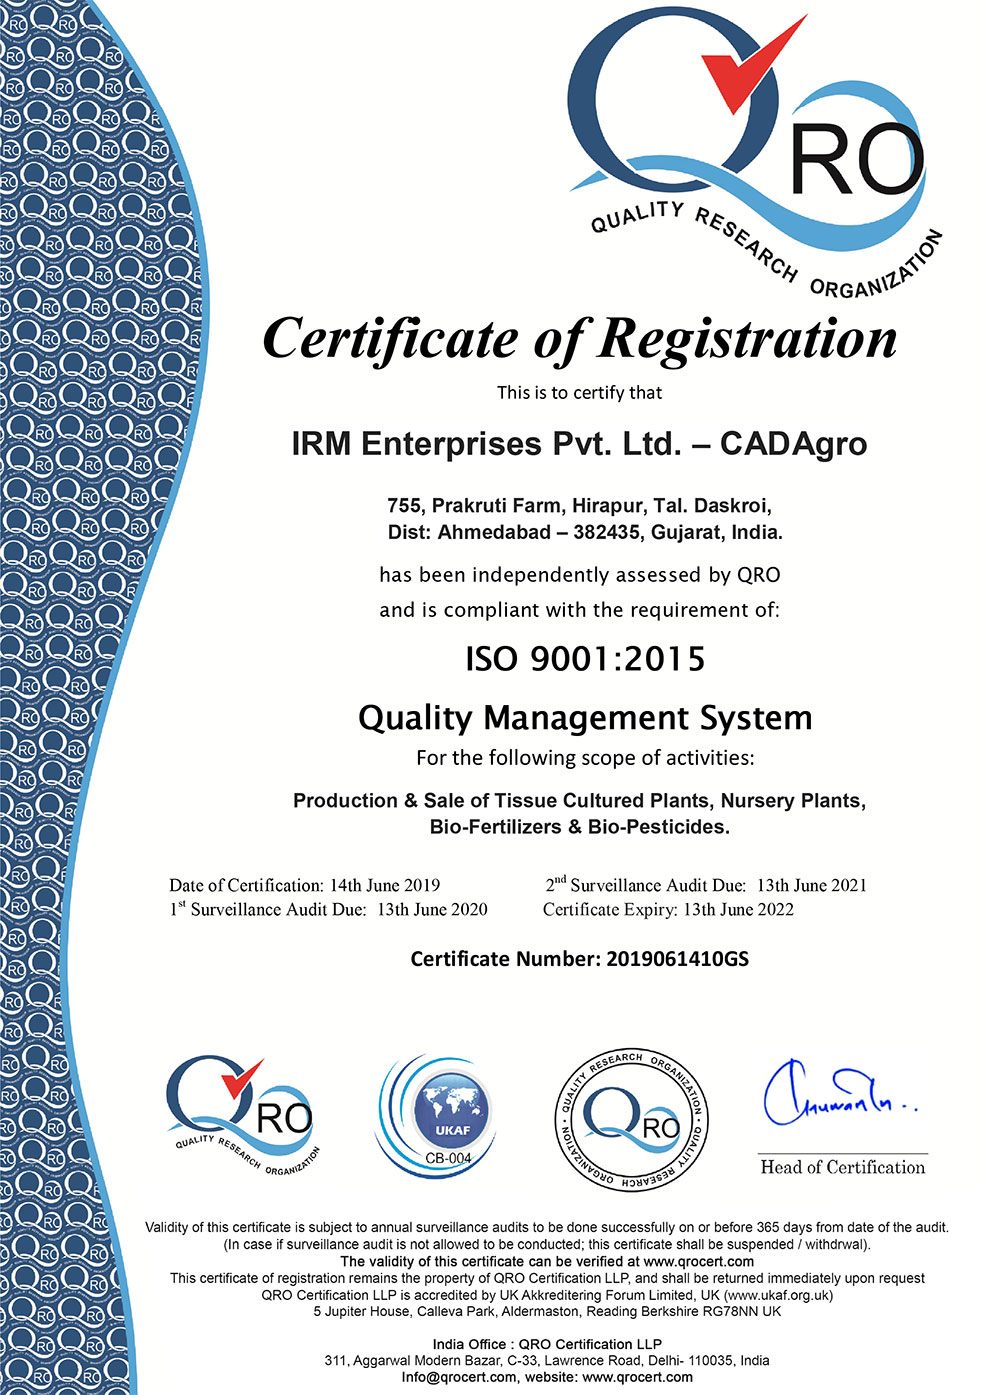 QRO
QUALITY RESEARCH ORGANIZATION
Certificate of Registration
This is to certify that
IRM Enterprises Pvt. Ltd. – CADAgro
755, Prakruti Farm, Hirapur, Tal. Daskroi,
Dist: Ahmedabad – 382435, Gujarat, India.
has been independently assessed by QRO
and is compliant with the requirement of:
ISO 9001:2015
Quality Management System
For the following scope of activities:
Production & Sale of Tissue Cultured Plants, Nursery Plants,
Bio-Fertilizers & Bio-Pesticides.
Date of Certification: 14th June 2019
2nd Surveillance Audit Due: 13th June 2021
1st Surveillance Audit Due: 13th June 2020
Certificate Expiry: 13th June 2022
Certificate Number: 2019061410GS
QRO
QUALITY RESEARCH ORGANIZATION
UKAF
CB-004
QUALITY RESEARCH ORGANIZATION · QUALITY RESEARCH ORGANIZATION ·
QRO
Head of Certification
Validity of this certificate is subject to annual surveillance audits to be done successfully on or before 365 days from date of the audit.
(In case if surveillance audit is not allowed to be conducted; this certificate shall be suspended / withdrwal).
The validity of this certificate can be verified at www.qrocert.com
This certificate of registration remains the property of QRO Certification LLP, and shall be returned immediately upon request
QRO Certification LLP is accredited by UK Akkreditering Forum Limited, UK (www.ukaf.org.uk)
5 Jupiter House, Calleva Park, Aldermaston, Reading Berkshire RG78NN UK
India Office : QRO Certification LLP
311, Aggarwal Modern Bazar, C-33, Lawrence Road, Delhi- 110035, India
Info@qrocert.com, website: www.qrocert.com